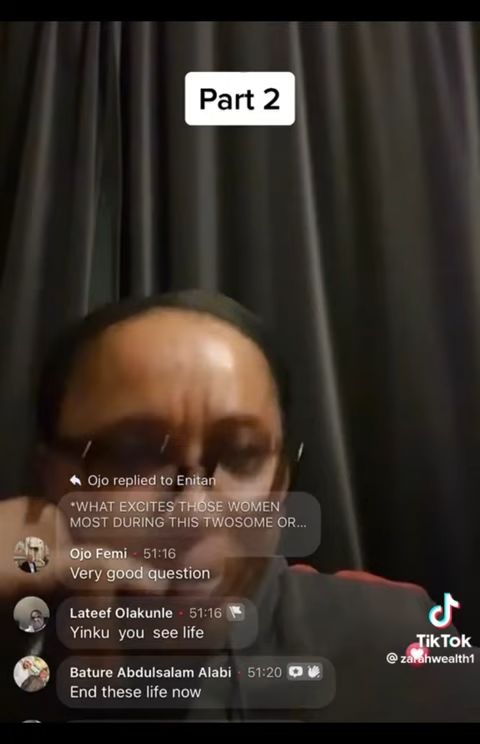 Part 2
Ojo replied to Enitan
*WHAT EXCITES THOSE WOMEN
MOST DURING THIS TWOSOME OR...
Ojo Femi · 51:16
Very good question
Lateef Olakunle · 51:16
Yinku you see life
Bature Abdulsalam Alabi · 51:20
End these life now
TikTok
@ zarahwealth1